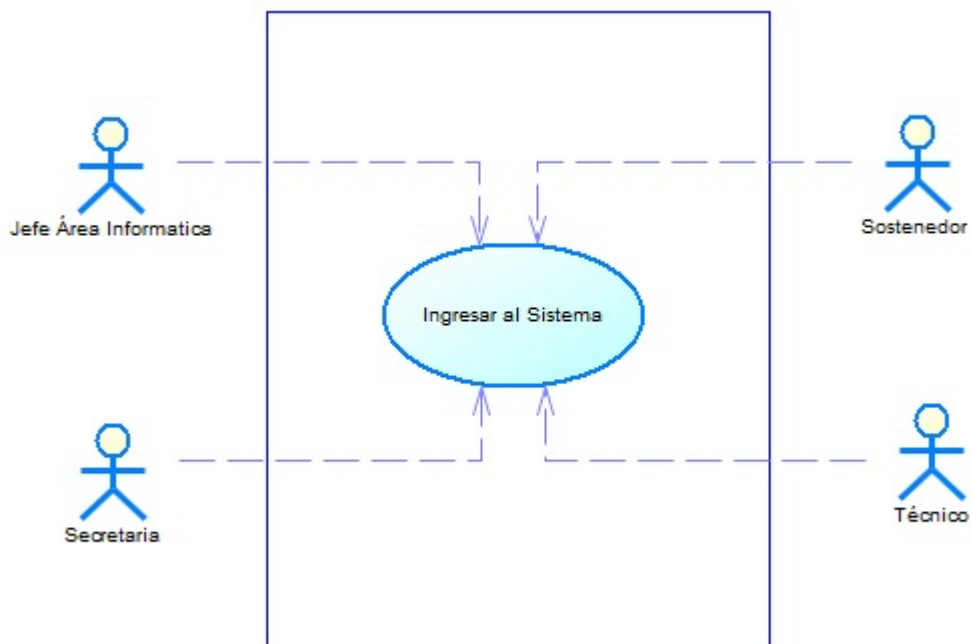 Jefe Área Informatica
Sostenedor
Ingresar al Sistema
Secretaria
Técnico